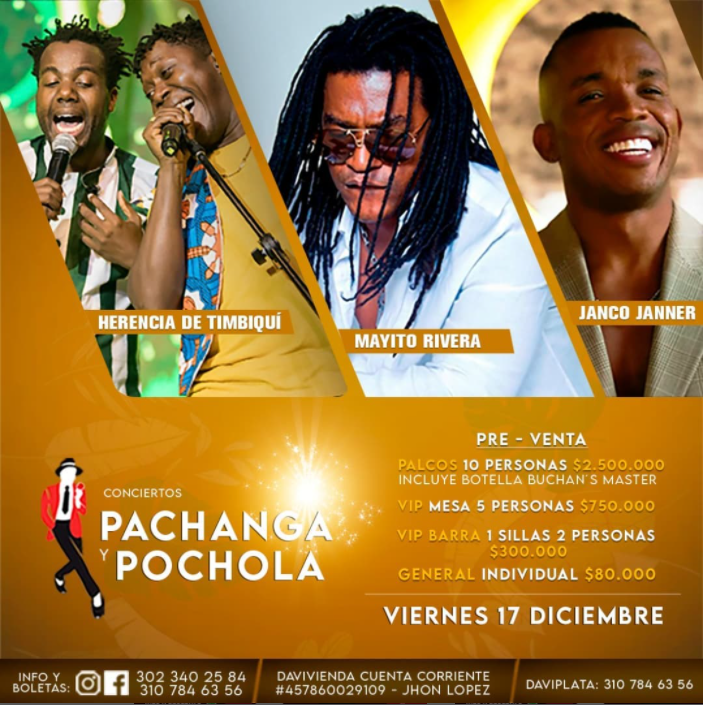 HERENCIA DE TIMBIQUÍ
MAYITO RIVERA
JANCO JANNER
CONCIERTOS
PACHANGA
Y POCHOLA
PRE - VENTA
PALCOS 10 PERSONAS $2.500.000
INCLUYE BOTELLA BUCHAN'S MASTER
VIP MESA 5 PERSONAS $750.000
VIP BARRA 1 SILLAS 2 PERSONAS
$300.000
GENERAL INDIVIDUAL $80.000
VIERNES 17 DICIEMBRE
INFO Y
BOLETAS:
302 340 25 84
310 784 63 56
DAVIVIENDA CUENTA CORRIENTE
#457860029109 - JHON LOPEZ
DAVIPLATA: 310 784 63 56